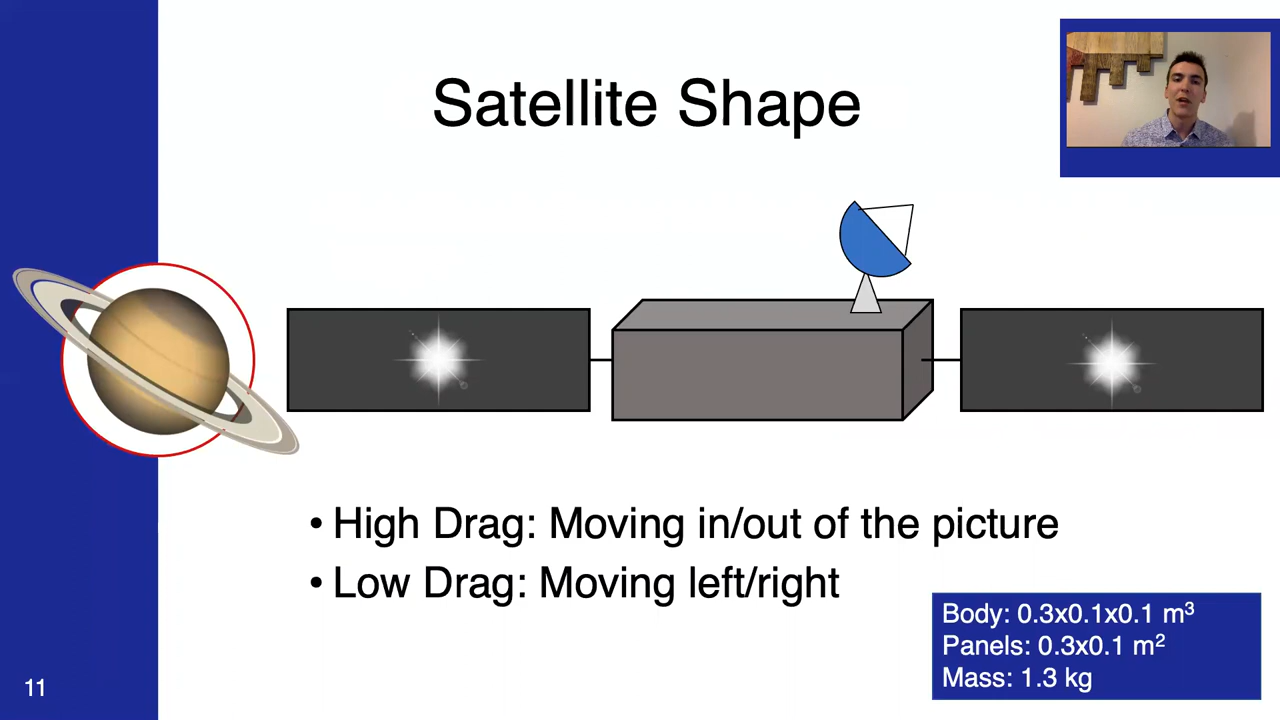 Satellite Shape
• High Drag: Moving in/out of the picture
• Low Drag: Moving left/right
Body: 0.3x0.1x0.1 m³
Panels: 0.3x0.1 m²
Mass: 1.3 kg
11